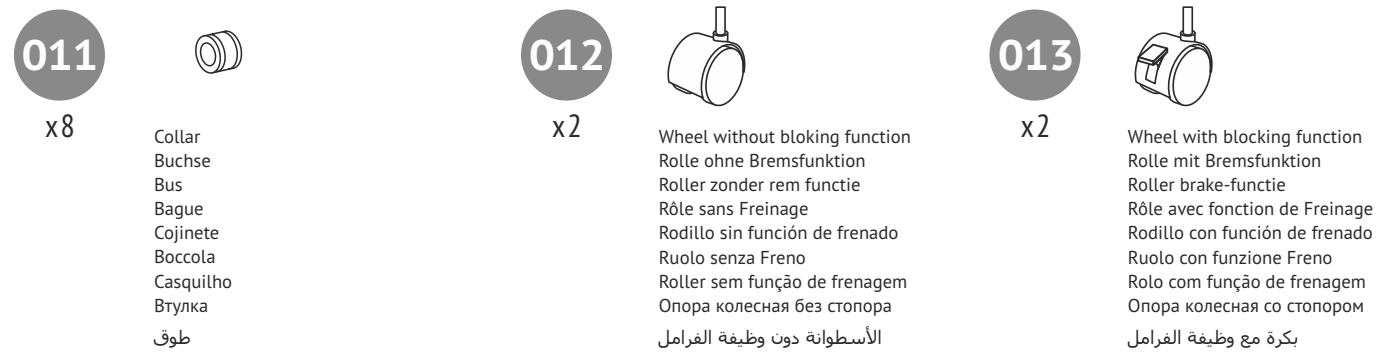 011
x8
Collar
Buchse
Bus
Bague
Cojinete
Boccola
Casquilho
Втулка
طوق
012
x2
Wheel without bloking function
Rolle ohne Bremsfunktion
Roller zonder rem functie
Rôle sans Freinage
Rodillo sin función de frenado
Ruolo senza Freno
Roller sem função de frenagem
Опора колесная без стопора
الأسطوانة دون وظيفة الفرامل
013
x2
Wheel with blocking function
Rolle mit Bremsfunktion
Roller brake-functie
Rôle avec fonction de Freinage
Rodillo con función de frenado
Ruolo con funzione Freno
Rolo com função de frenagem
Опора колесная со стопором
بكرة مع وظيفة الفرامل